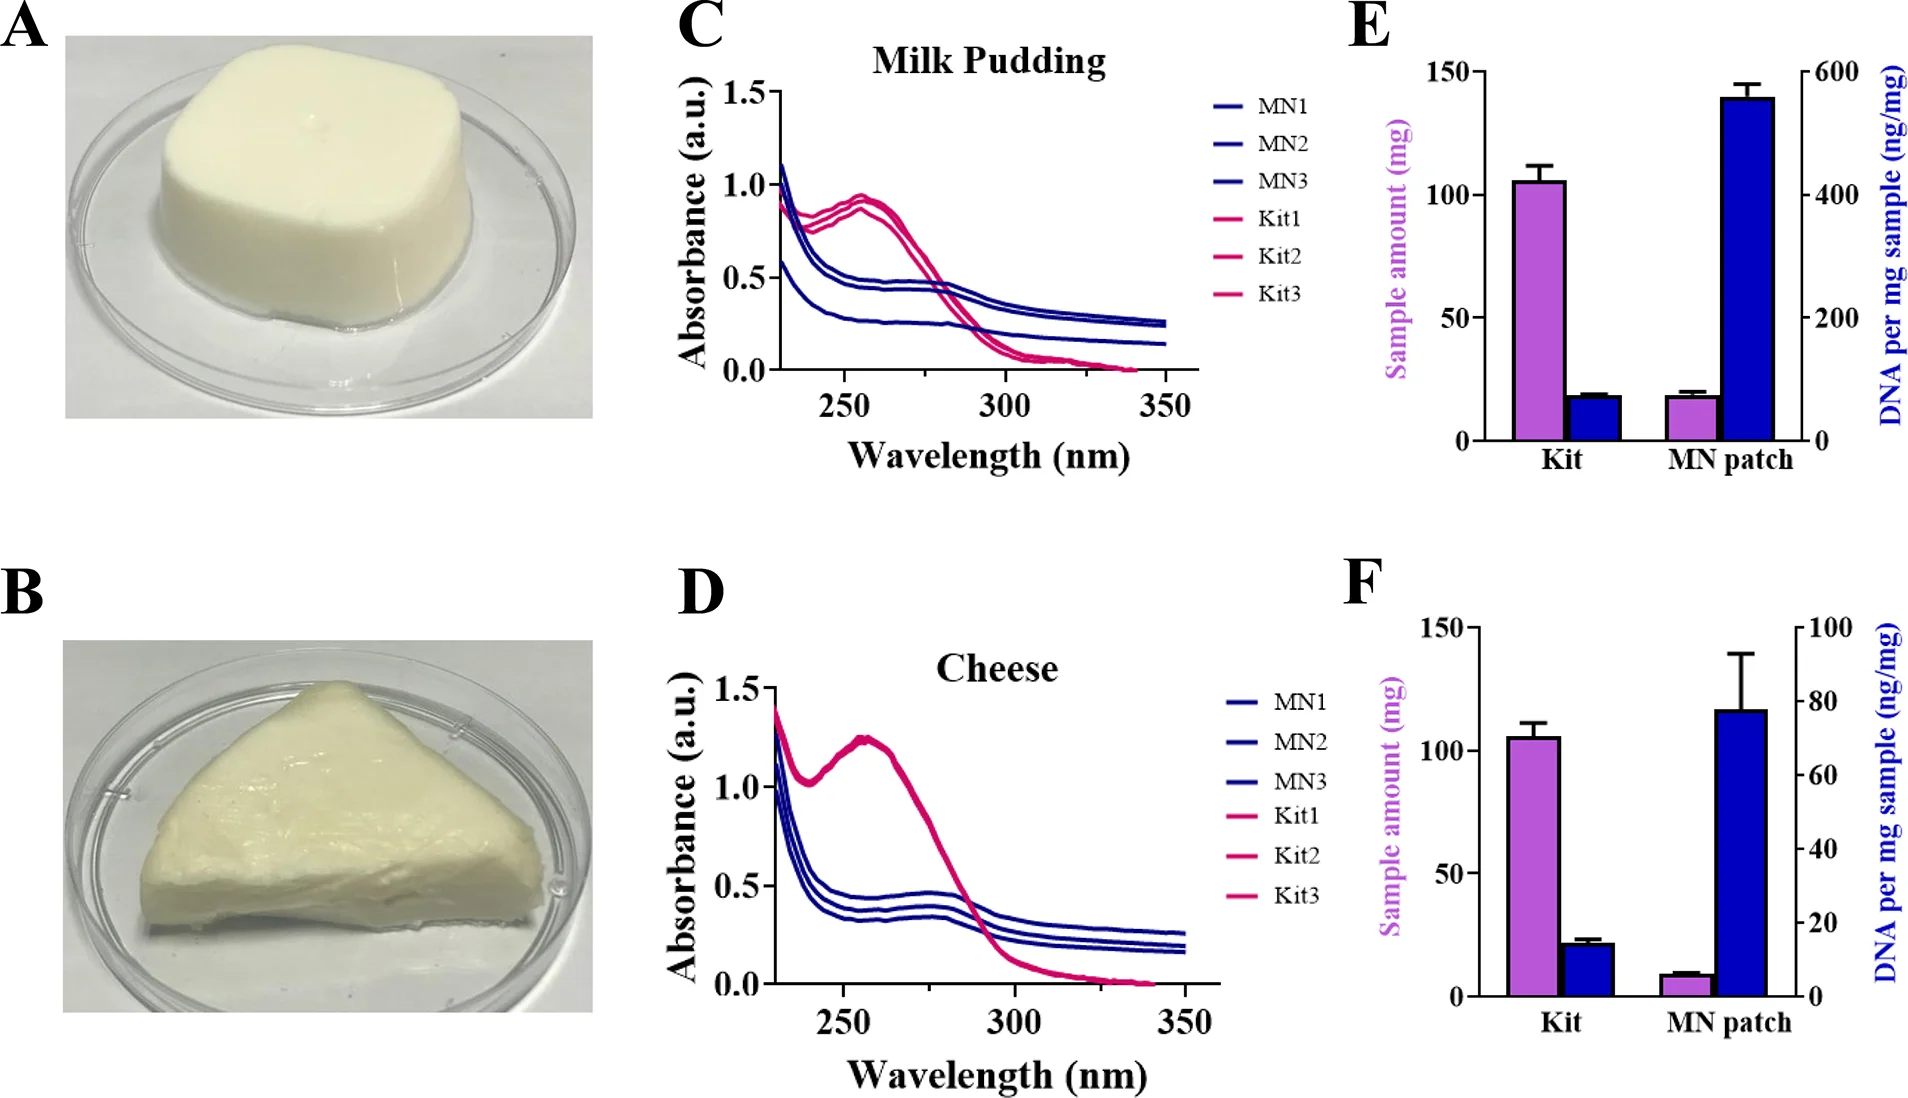 A
C
Milk Pudding
Absorbance (a.u.)
1.5
1.0
0.5
0.0
250
300
350
Wavelength (nm)
MN1
MN2
MN3
Kit1
Kit2
Kit3
E
Sample amount (mg)
150
100
50
0
Kit
MN patch
600
400
200
0
DNA per mg sample (ng/mg)
B
D
Cheese
Absorbance (a.u.)
1.5
1.0
0.5
0.0
250
300
350
Wavelength (nm)
MN1
MN2
MN3
Kit1
Kit2
Kit3
F
Sample amount (mg)
150
100
50
0
Kit
MN patch
100
80
60
40
20
0
DNA per mg sample (ng/mg)